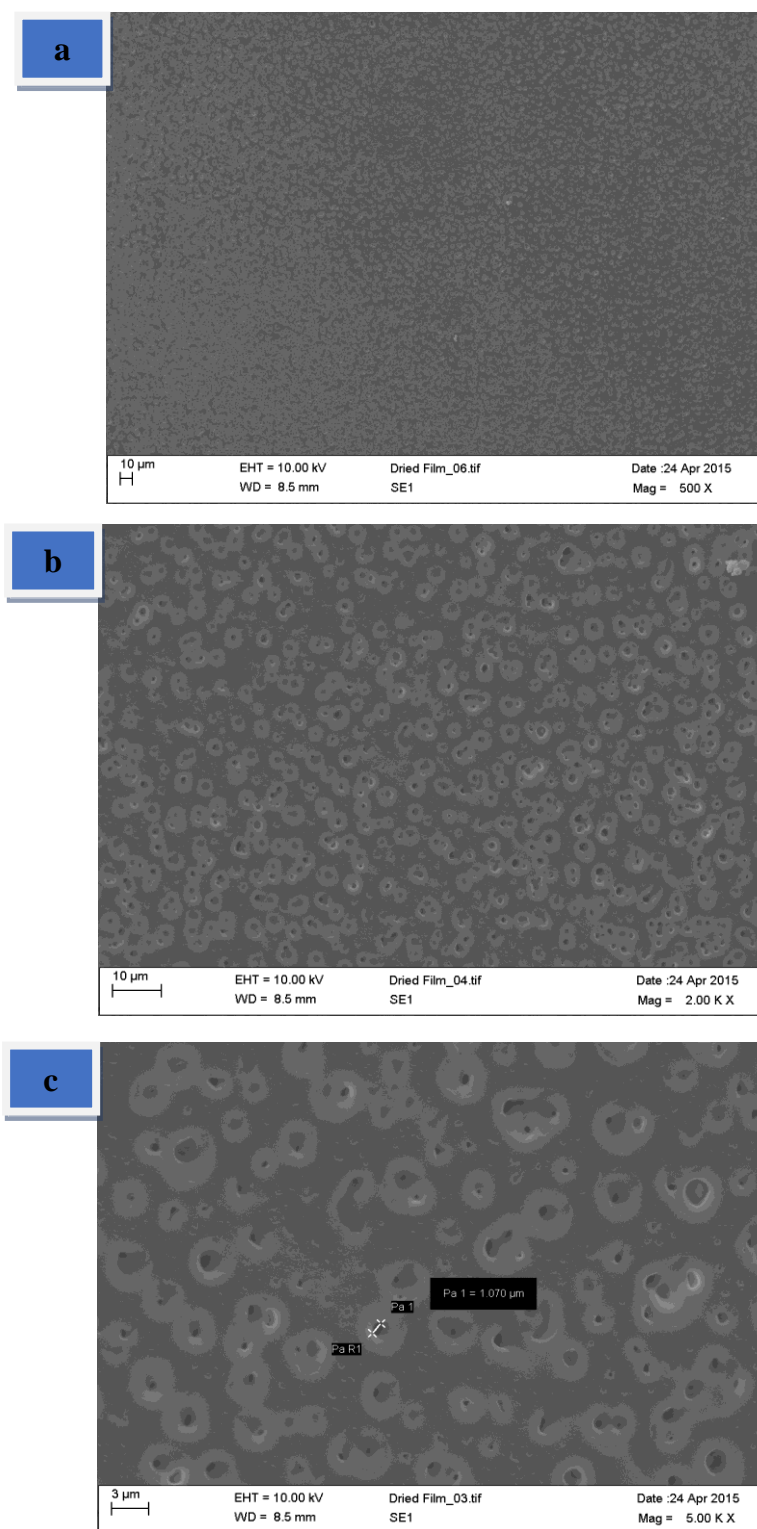 a
10 µm
EHT = 10.00 kV
Dried Film_06.tif
Date :24 Apr 2015
WD = 8.5 mm
SE1
Mag = 500 X
b
10 µm
EHT = 10.00 kV
Dried Film_04.tif
Date :24 Apr 2015
WD = 8.5 mm
SE1
Mag = 2.00 K X
c
Pa 1 = 1.070 µm
Pa 1
Pa R1
3 µm
EHT = 10.00 kV
Dried Film_03.tif
Date :24 Apr 2015
WD = 8.5 mm
SE1
Mag = 5.00 K X